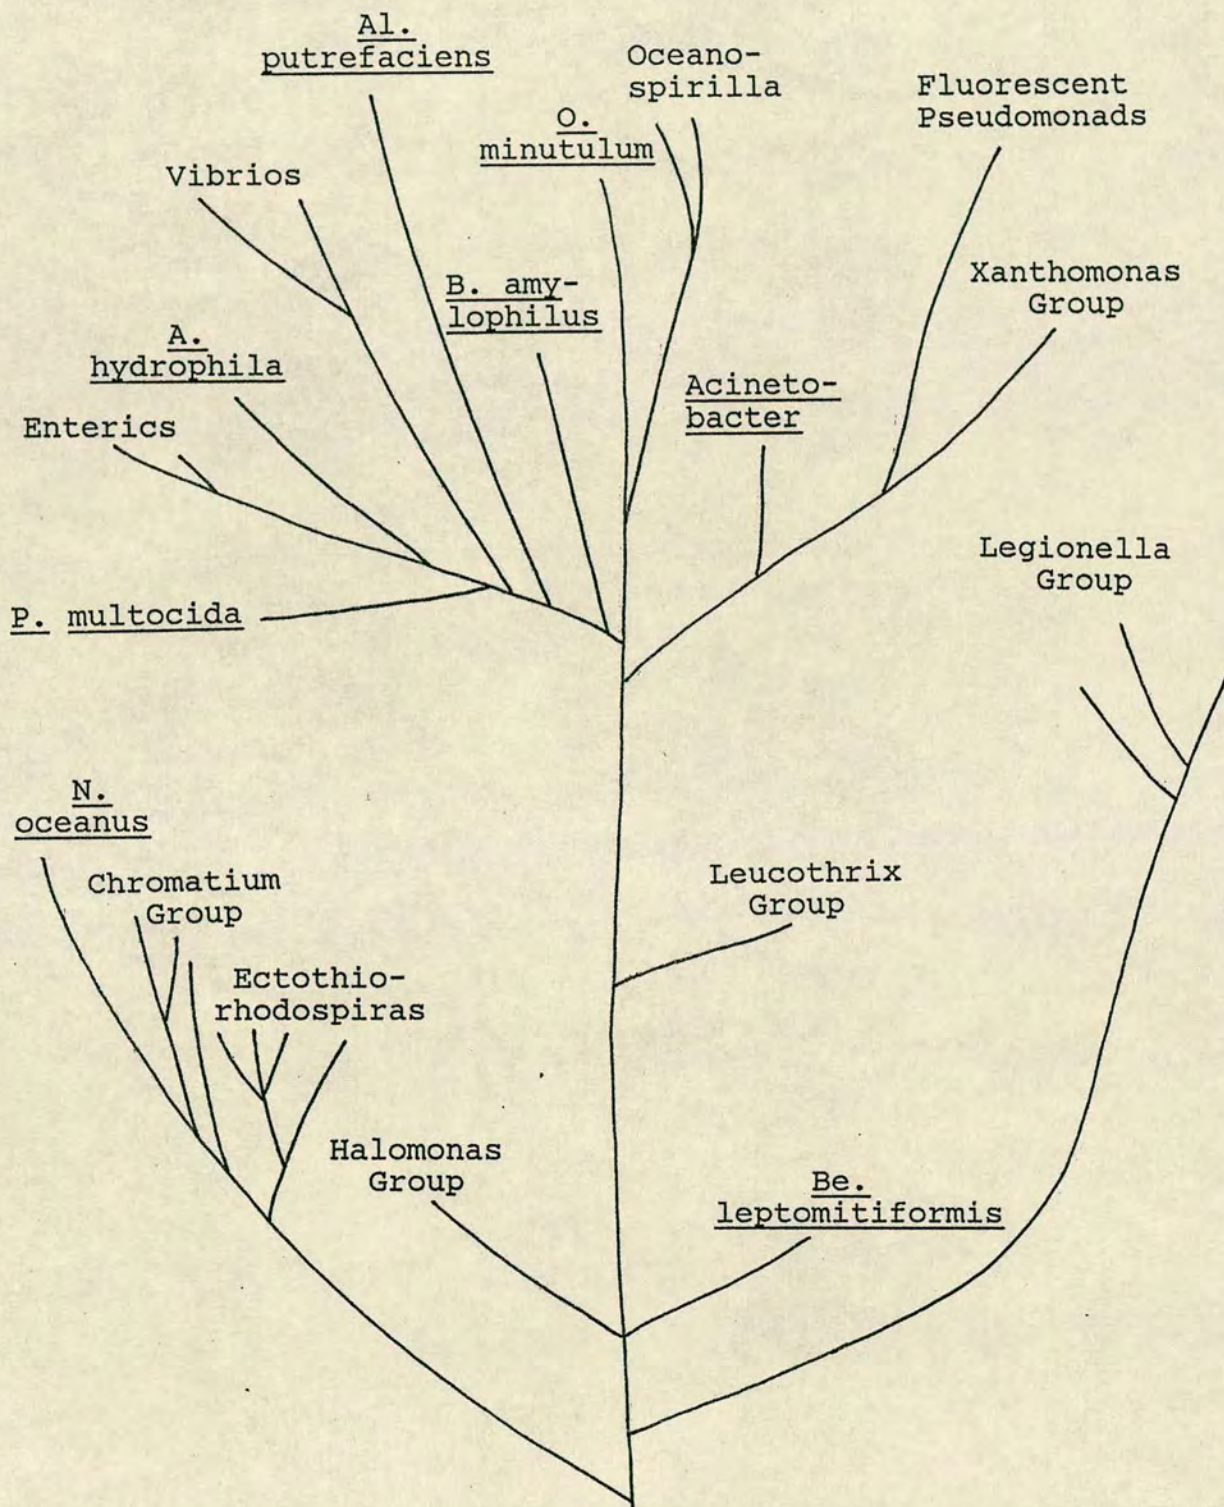 Al.
putrefaciens
Oceano-
spirilla
Fluorescent
Pseudomonads
O.
minutulum
Vibrios
Xanthomonas
Group
B. amy-
lophilus
A.
hydrophila
Acineto-
bacter
Enterics
Legionella
Group
P. multocida
N.
oceanus
Chromatium
Group
Leucothrix
Group
Ectothio-
rhodospiras
Halomonas
Group
Be.
leptomitiformis